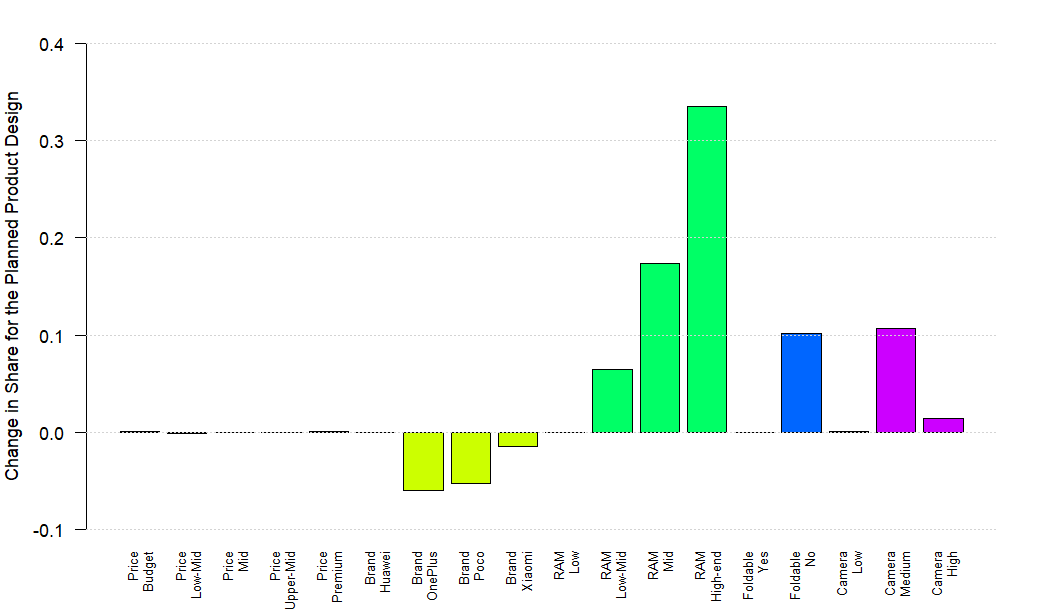 Change in Share for the Planned Product Design
0.4
0.3
0.2
0.1
0.0
-0.1
Price
Budget
Price
Low-Mid
Price
Mid
Price
Upper-Mid
Price
Premium
Brand
Huawei
Brand
OnePlus
Brand
Poco
Brand
Xiaomi
RAM
Low
RAM
Low-Mid
RAM
Mid
RAM
High-end
Foldable
Yes
Foldable
No
Camera
Low
Camera
Medium
Camera
High